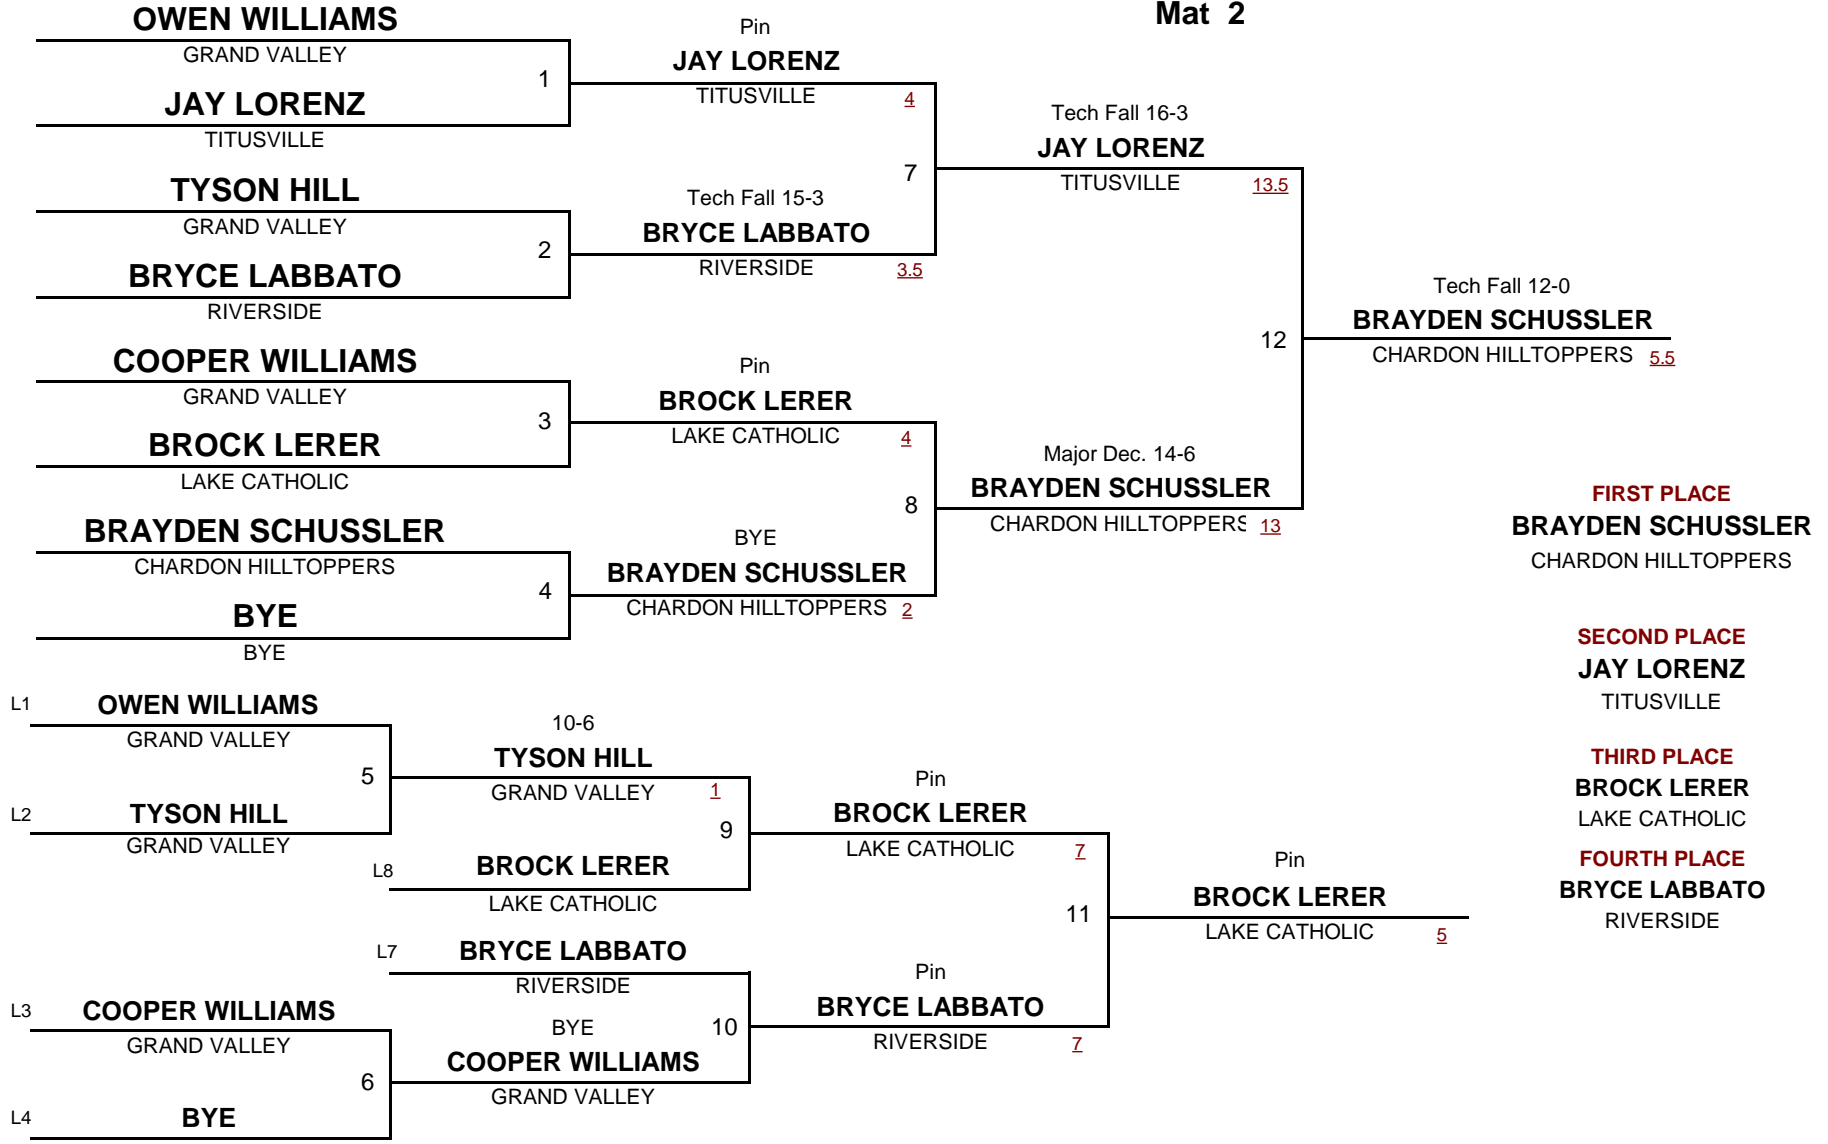 Mat 2
OWEN WILLIAMS
GRAND VALLEY
1
JAY LORENZ
TITUSVILLE
TYSON HILL
GRAND VALLEY
2
BRYCE LABBATO
RIVERSIDE
COOPER WILLIAMS
GRAND VALLEY
3
BROCK LERER
LAKE CATHOLIC
BRAYDEN SCHUSSLER
CHARDON HILLTOPPERS
4
BYE
BYE
Pin
JAY LORENZ
TITUSVILLE 4
7
Tech Fall 15-3
BRYCE LABBATO
RIVERSIDE 3.5
Pin
BROCK LERER
LAKE CATHOLIC 4
8
BYE
BRAYDEN SCHUSSLER
CHARDON HILLTOPPERS 2
Tech Fall 16-3
JAY LORENZ
TITUSVILLE 13.5
12
Major Dec. 14-6
BRAYDEN SCHUSSLER
CHARDON HILLTOPPERS 13
Tech Fall 12-0
BRAYDEN SCHUSSLER
CHARDON HILLTOPPERS 5.5
L1 OWEN WILLIAMS
GRAND VALLEY
5
L2 TYSON HILL
GRAND VALLEY
10-6
TYSON HILL
GRAND VALLEY 1
9
L8 BROCK LERER
LAKE CATHOLIC
L7 BRYCE LABBATO
RIVERSIDE
L3 COOPER WILLIAMS
GRAND VALLEY
6
L4 BYE
BYE
10
COOPER WILLIAMS
GRAND VALLEY
Pin
BROCK LERER
LAKE CATHOLIC 7
11
Pin
BRYCE LABBATO
RIVERSIDE 7
Pin
BROCK LERER
LAKE CATHOLIC 5
FIRST PLACE
BRAYDEN SCHUSSLER
CHARDON HILLTOPPERS
SECOND PLACE
JAY LORENZ
TITUSVILLE
THIRD PLACE
BROCK LERER
LAKE CATHOLIC
FOURTH PLACE
BRYCE LABBATO
RIVERSIDE